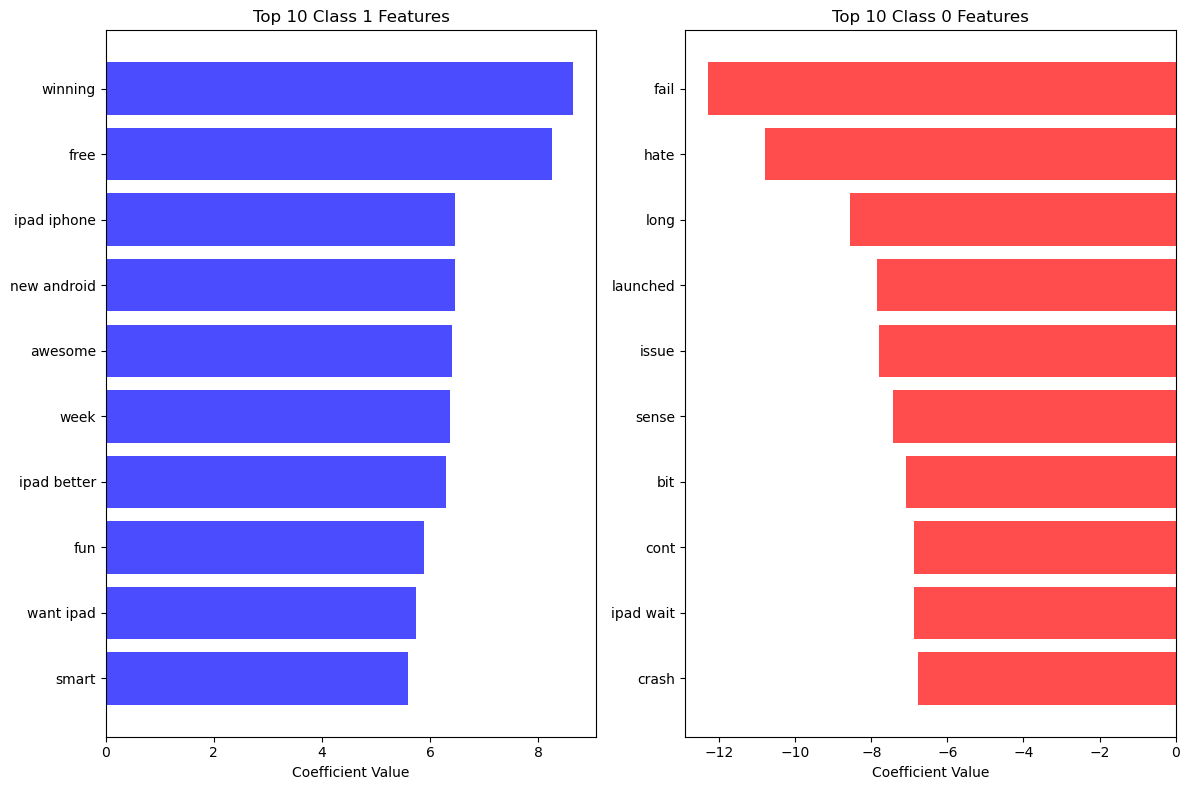 Top 10 Class 1 Features
winning
free
ipad iphone
new android
awesome
week
ipad better
fun
want ipad
smart
0 2 4 6 8
Coefficient Value
Top 10 Class 0 Features
fail
hate
long
launched
issue
sense
bit
cont
ipad wait
crash
−12 −10 −8 −6 −4 −2 0
Coefficient Value